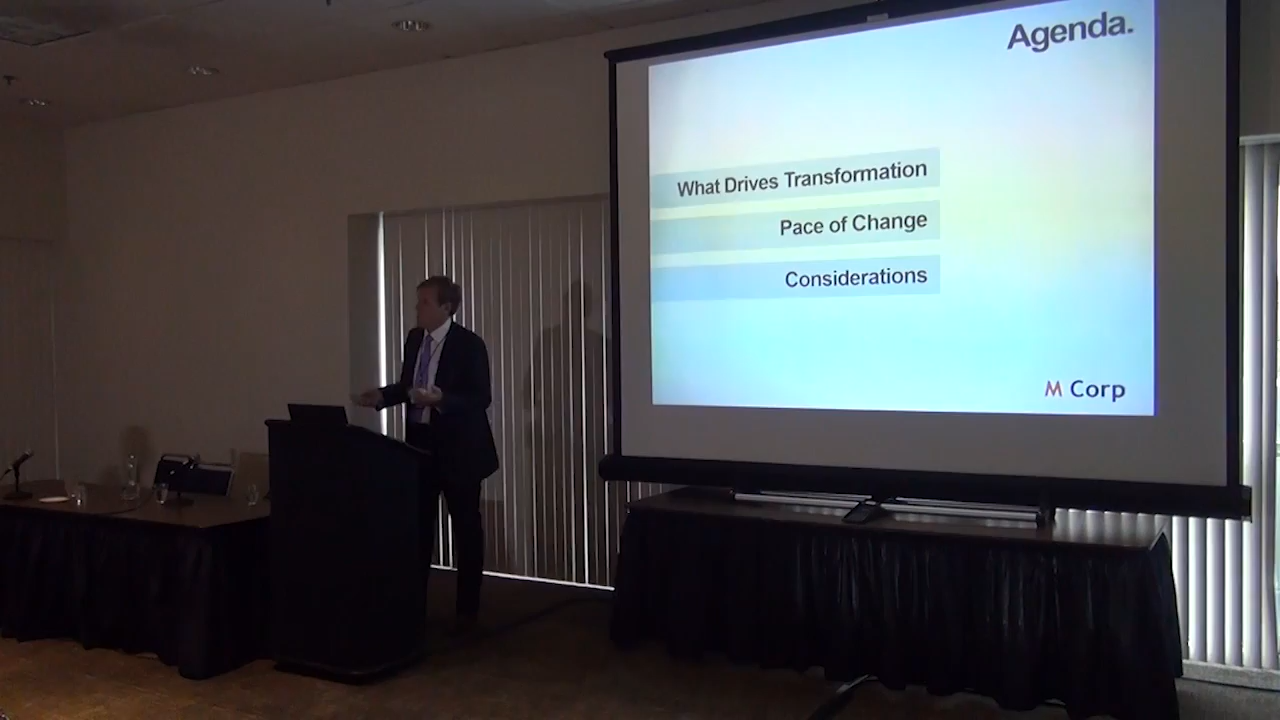 Agenda.
What Drives Transformation
Pace of Change
Considerations
M Corp